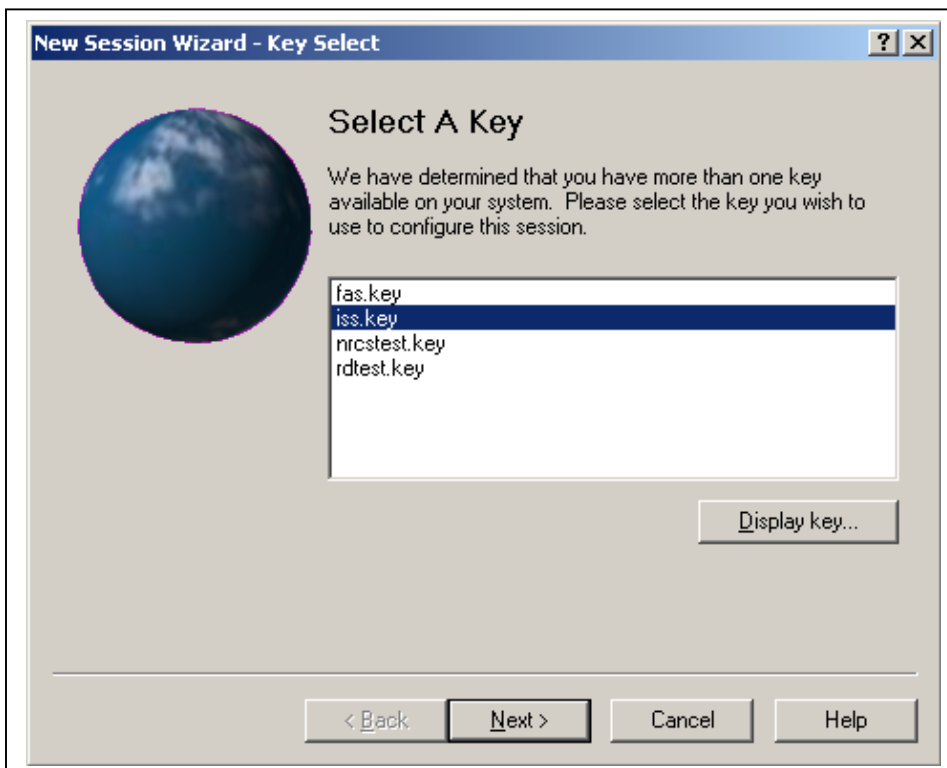 New Session Wizard - Key Select
Select A Key
We have determined that you have more than one key
available on your system.  Please select the key you wish to
use to configure this session.
fas.key
iss.key
nrcstest.key
rdtest.key
Display key...
< Back
Next >
Cancel
Help